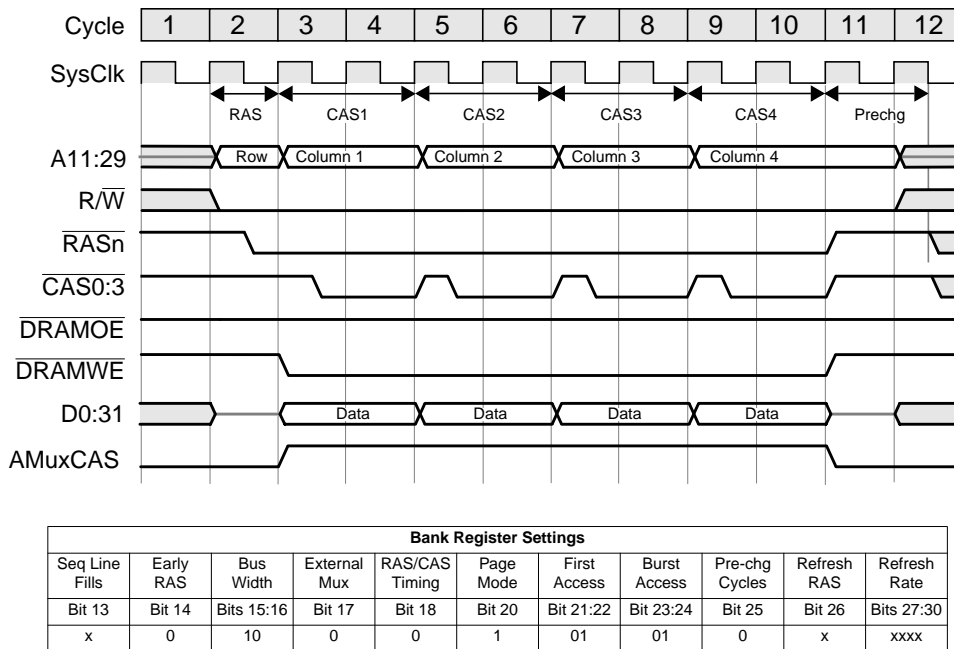 Cycle 1 2 3 4 5 6 7 8 9 10 11 12
SysClk
RAS CAS1 CAS2 CAS3 CAS4 Prechg
A11:29 Row Column 1 Column 2 Column 3 Column 4
R/W
RASn
CAS0:3
DRAMOE
DRAMWE
D0:31 Data Data Data Data
AMuxCAS
Bank Register Settings
Seq Line Fills Early RAS Bus Width External Mux RAS/CAS Timing Page Mode First Access Burst Access Pre-chg Cycles Refresh RAS Refresh Rate
Bit 13 Bit 14 Bits 15:16 Bit 17 Bit 18 Bit 20 Bit 21:22 Bit 23:24 Bit 25 Bit 26 Bits 27:30
x 0 10 0 0 1 01 01 0 x xxxx